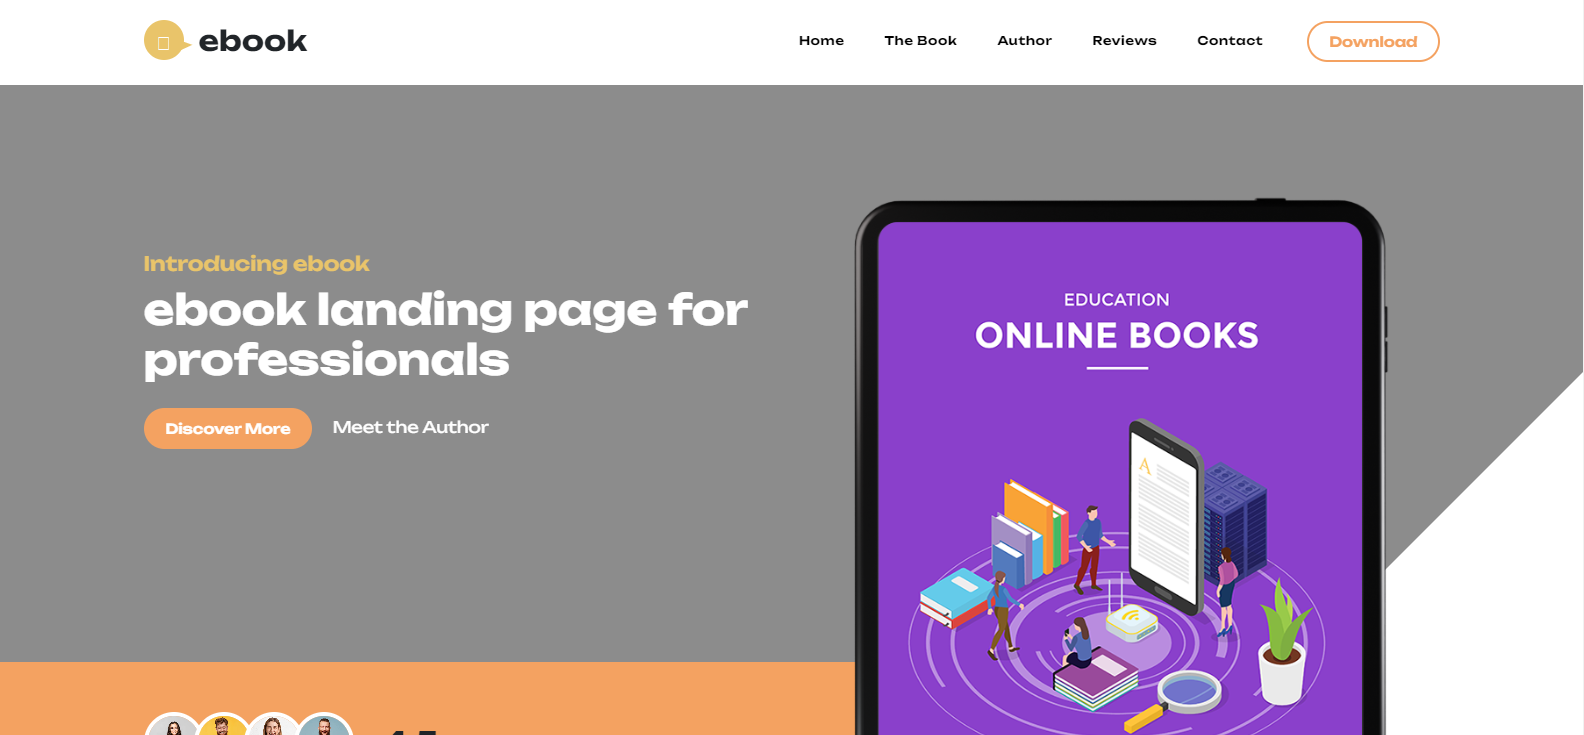 ebook
Home
The Book
Author
Reviews
Contact
Download
Introducing ebook
ebook landing page for
professionals
Discover More
Meet the Author
EDUCATION
ONLINE BOOKS
A